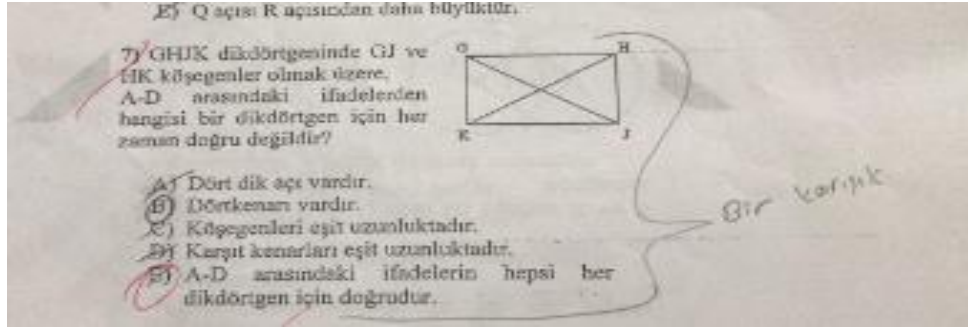 E) Q açısı R açısından daha büyüktür.
7) GHJK dikdörtgeninde GJ ve
HK köşegenler olmak üzere,
A-D arasındaki ifadelerden
hangisi bir dikdörtgen için her
zaman doğru değildir?
G H
K J
A) Dört dik açı vardır.
B) Dörtkenarı vardır.
C) Köşegenleri eşit uzunluktadır.
D) Karşıt kenarları eşit uzunluktadır.
E) A-D arasındaki ifadelerin hepsi her
dikdörtgen için doğrudur.
Bir karışık